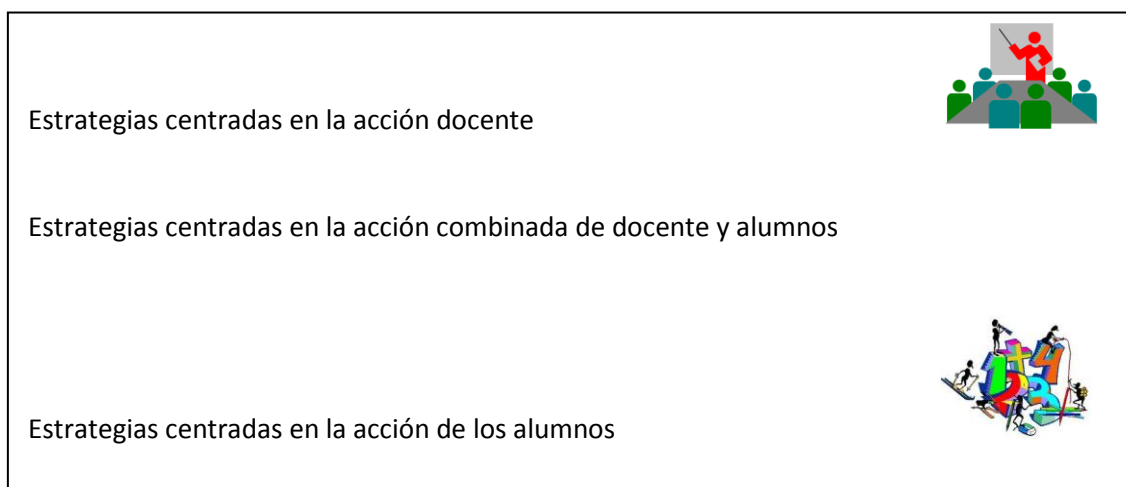 Estrategias centradas en la acción docente
Estrategias centradas en la acción combinada de docente y alumnos
Estrategias centradas en la acción de los alumnos